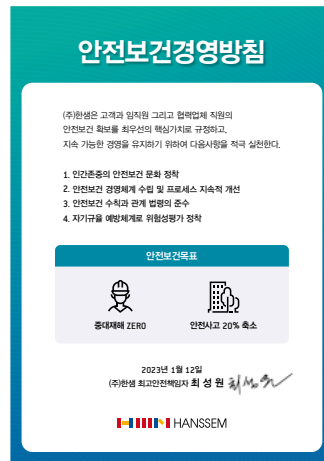 안전보건경영방침
(주)한샘은 고객과 임직원 그리고 협력업체 직원의
안전보건 확보를 최우선의 핵심가치로 규정하고,
지속 가능한 경영을 유지하기 위하여 다음사항을 적극 실천한다.
1. 인간존중의 안전보건 문화 정착
2. 안전보건 경영체계 수립 및 프로세스 지속적 개선
3. 안전보건 수칙과 관계 법령의 준수
4. 자기규율 예방체계로 위험성평가 정착
안전보건목표
중대재해 ZERO 안전사고 20% 축소
2023년 1월 12일
(주)한샘 최고안전책임자 최성원 최성원
HANSSEM